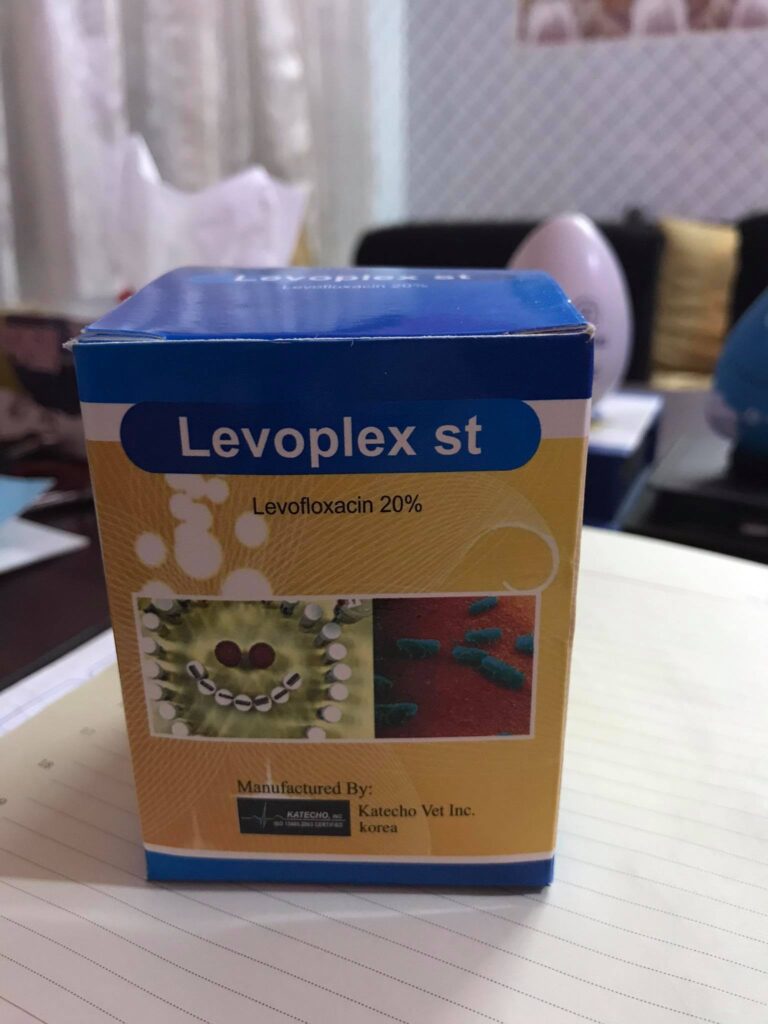 Levoplex st
Levofloxacin 20%
Levoplex st
Levofloxacin 20%
Manufactured By:
KATECHO, INC
Katecho Vet Inc.
korea